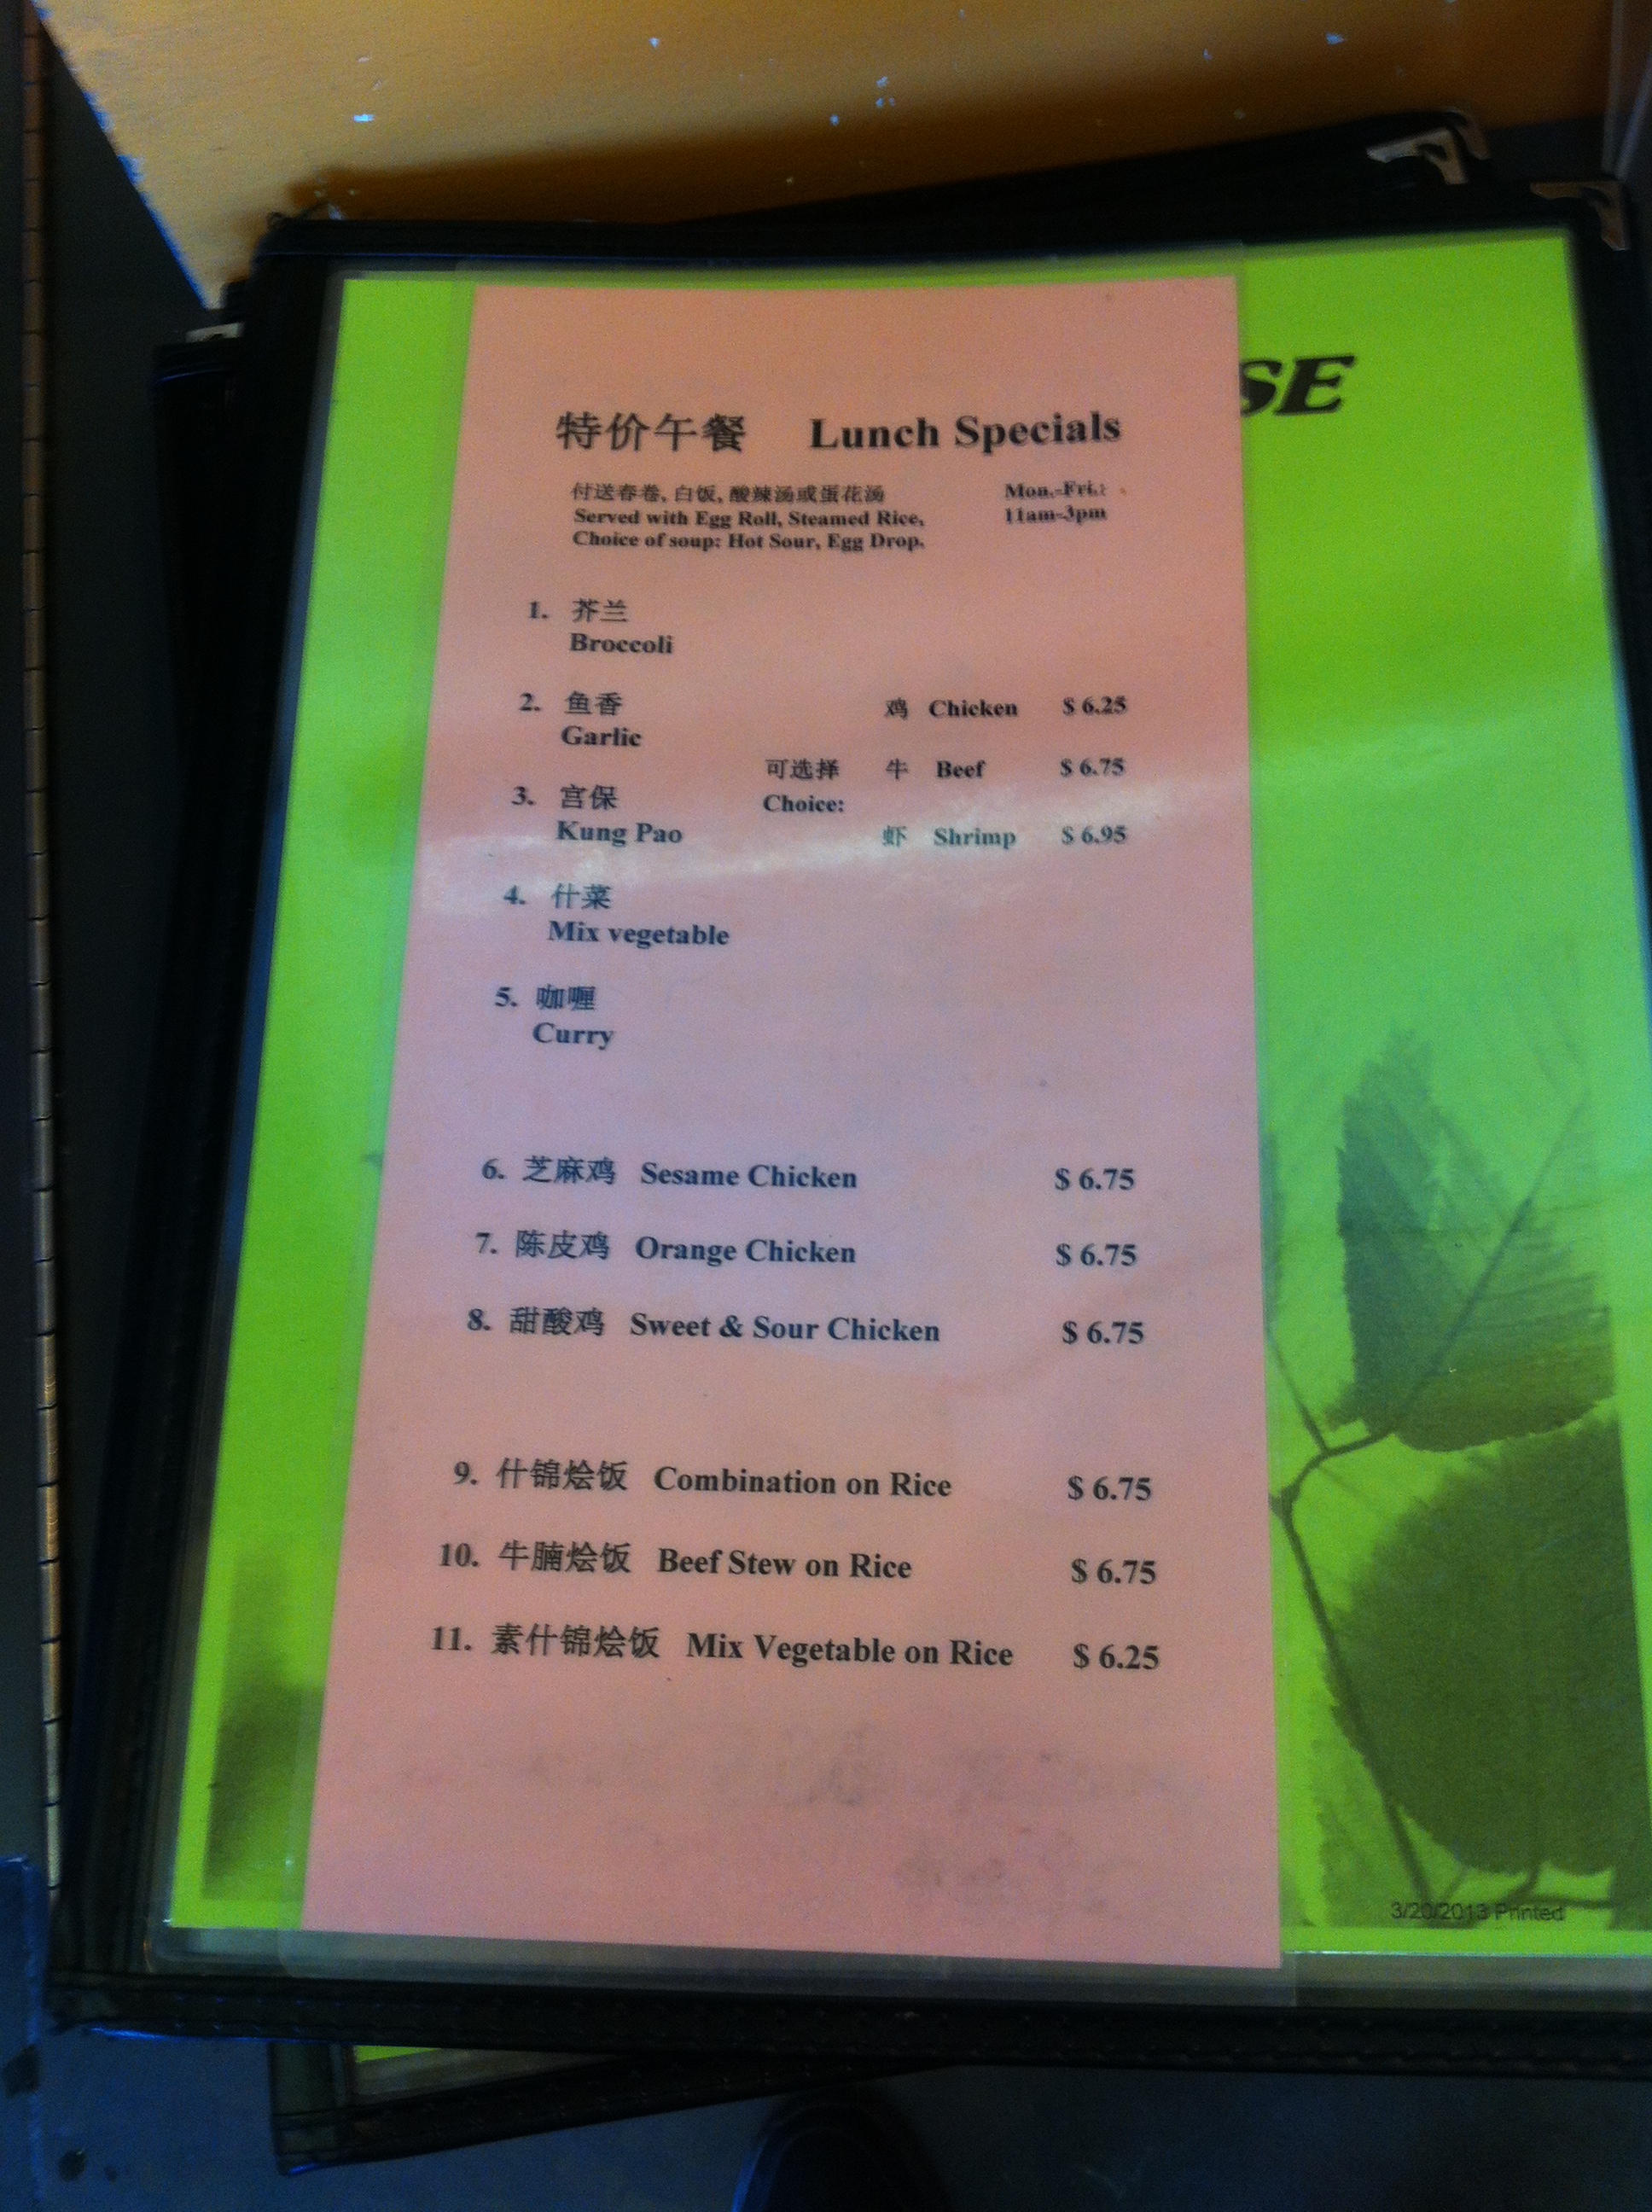 SE
特价午餐 Lunch Specials
付送春卷, 白饭, 酸辣汤或蛋花汤 Mon.-Fri.:
Served with Egg Roll, Steamed Rice, 11am-3pm
Choice of soup: Hot Sour, Egg Drop.
1. 芥兰
Broccoli
2. 鱼香 鸡 Chicken $ 6.25
Garlic
可选择 牛 Beef $ 6.75
3. 宫保 Choice:
Kung Pao 虾 Shrimp $ 6.95
4. 什菜
Mix vegetable
5. 咖喱
Curry
6. 芝麻鸡 Sesame Chicken $ 6.75
7. 陈皮鸡 Orange Chicken $ 6.75
8. 甜酸鸡 Sweet & Sour Chicken $ 6.75
9. 什锦烩饭 Combination on Rice $ 6.75
10. 牛腩烩饭 Beef Stew on Rice $ 6.75
11. 素什锦烩饭 Mix Vegetable on Rice $ 6.25
3/20/2013 Printed